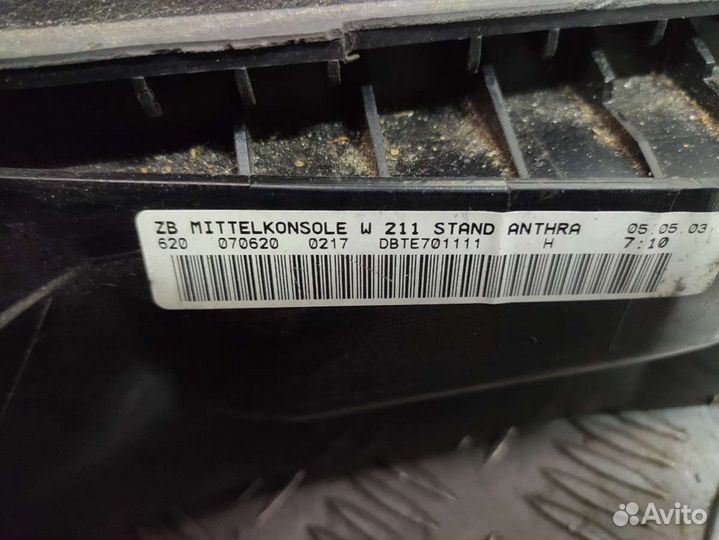 ZB MITTELKONSOLE W 211 STAND ANTHRA 05.05.03
620 070620 0217 DBTE701111 H 7:10
Avito